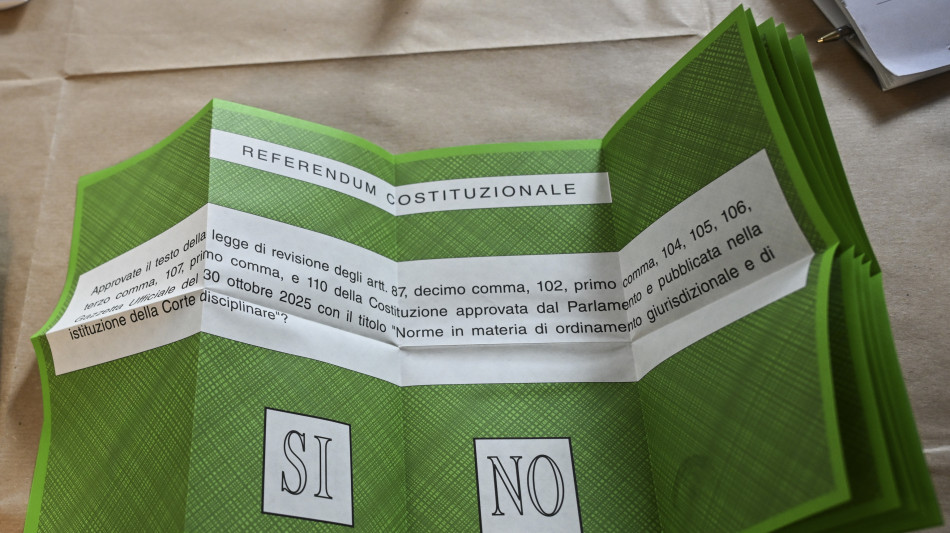 REFERENDUM COSTITUZIONALE
Approvate il testo della legge di revisione degli artt. 87, decimo comma, 102, primo comma, 104, 105, 106,
terzo comma, 107, primo comma, e 110 della Costituzione approvata dal Parlamento e pubblicata nella
Gazzetta Ufficiale del 30 ottobre 2025 con il titolo "Norme in materia di ordinamento giurisdizionale e di
istituzione della Corte disciplinare"?
SI
NO